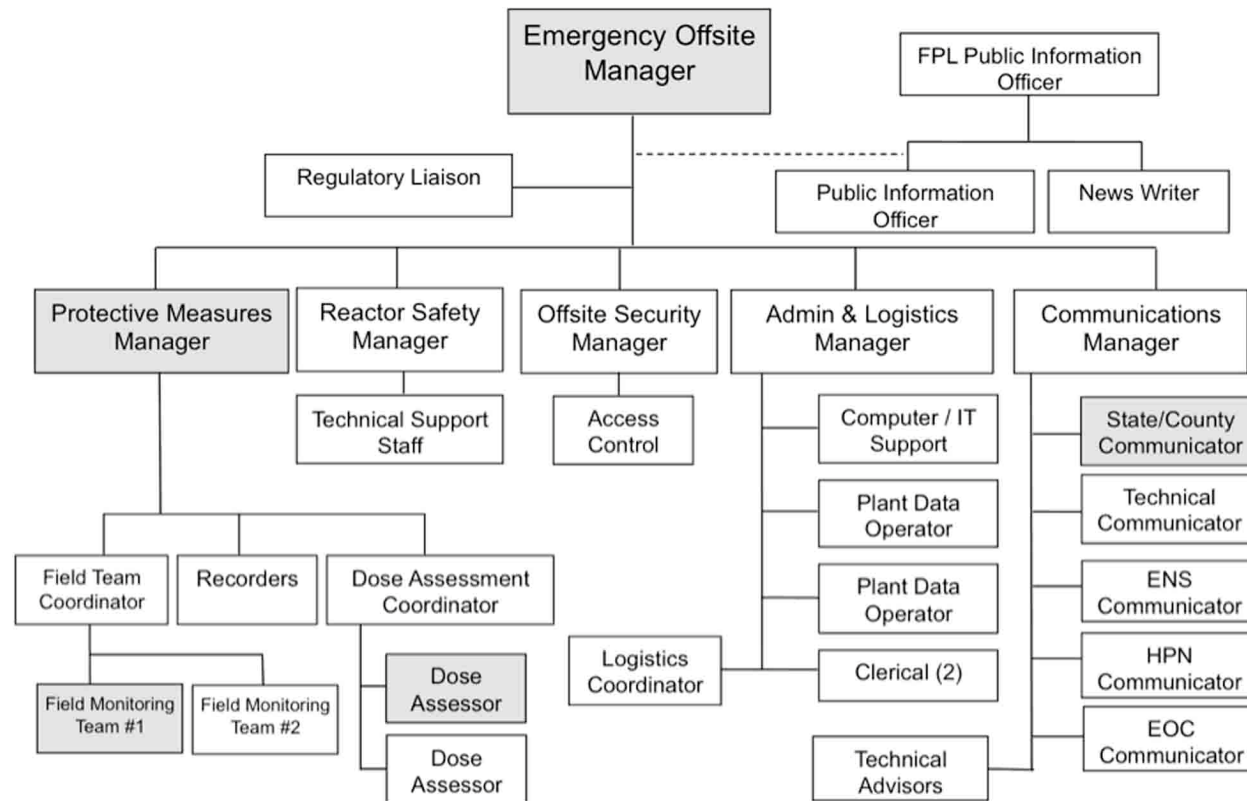 Emergency Offsite
Manager
FPL Public Information
Officer
Regulatory Liaison
Public Information
Officer
News Writer
Protective Measures
Manager
Reactor Safety
Manager
Offsite Security
Manager
Admin & Logistics
Manager
Communications
Manager
Technical Support
Staff
Access
Control
Computer / IT
Support
State/County
Communicator
Plant Data
Operator
Technical
Communicator
Field Team
Coordinator
Recorders
Dose Assessment
Coordinator
Plant Data
Operator
ENS
Communicator
Logistics
Coordinator
Clerical (2)
HPN
Communicator
Field Monitoring
Team #1
Field Monitoring
Team #2
Dose
Assessor
Dose
Assessor
Technical
Advisors
EOC
Communicator